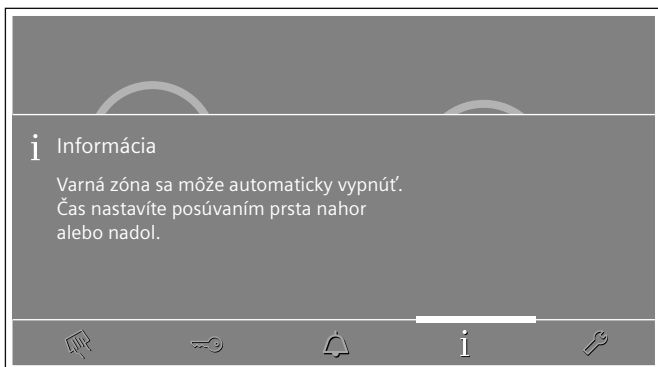 i Informácia
Varná zóna sa môže automaticky vypnúť.
Čas nastavíte posúvaním prsta nahor
alebo nadol.
i